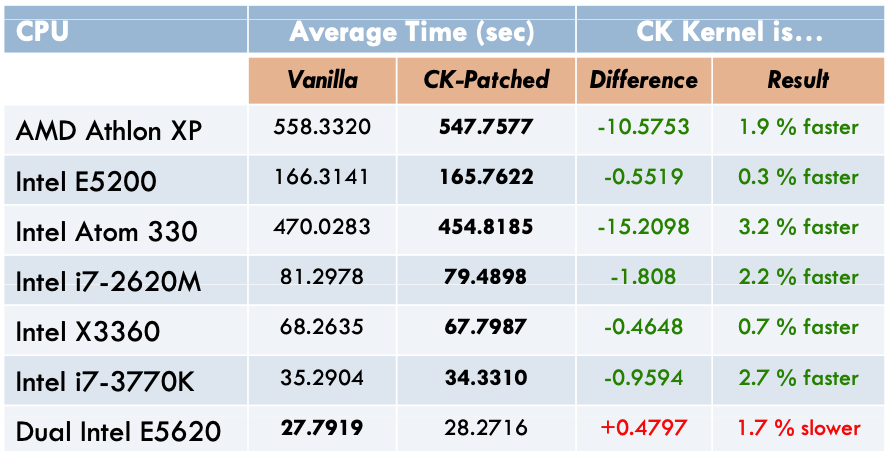 CPU Average Time (sec) CK Kernel is...
Vanilla CK-Patched Difference Result
AMD Athlon XP 558.3320 547.7577 -10.5753 1.9 % faster
Intel E5200 166.3141 165.7622 -0.5519 0.3 % faster
Intel Atom 330 470.0283 454.8185 -15.2098 3.2 % faster
Intel i7-2620M 81.2978 79.4898 -1.808 2.2 % faster
Intel X3360 68.2635 67.7987 -0.4648 0.7 % faster
Intel i7-3770K 35.2904 34.3310 -0.9594 2.7 % faster
Dual Intel E5620 27.7919 28.2716 +0.4797 1.7 % slower